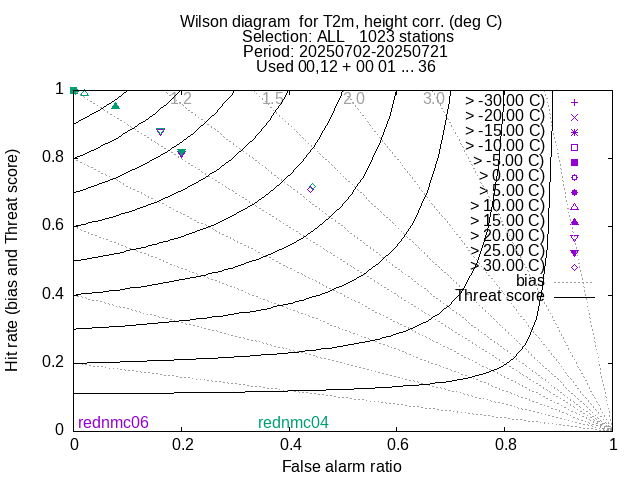 Wilson diagram  for T2m, height corr. (deg C)
Selection: ALL   1023 stations
Period: 20250702-20250721
Used 00,12 + 00 01 ... 36
Hit rate (bias and Threat score)
1
0.8
0.6
0.4
0.2
0
1.2
1.5
2.0
3.0
> -30.00 C)
> -20.00 C)
> -15.00 C)
> -10.00 C)
> -5.00 C)
> 0.00 C)
> 5.00 C)
> 10.00 C)
> 15.00 C)
> 20.00 C)
> 25.00 C)
> 30.00 C)
bias
Threat score
rednmc06
rednmc04
0 0.2 0.4 0.6 0.8 1
False alarm ratio